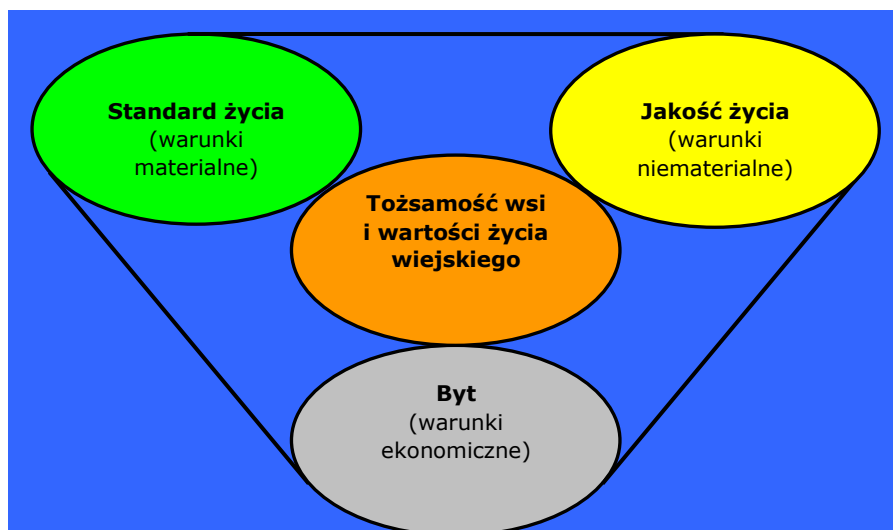 Standard życia
(warunki
materialne)
Jakość życia
(warunki
niematerialne)
Tożsamość wsi
i wartości życia
wiejskiego
Byt
(warunki
ekonomiczne)